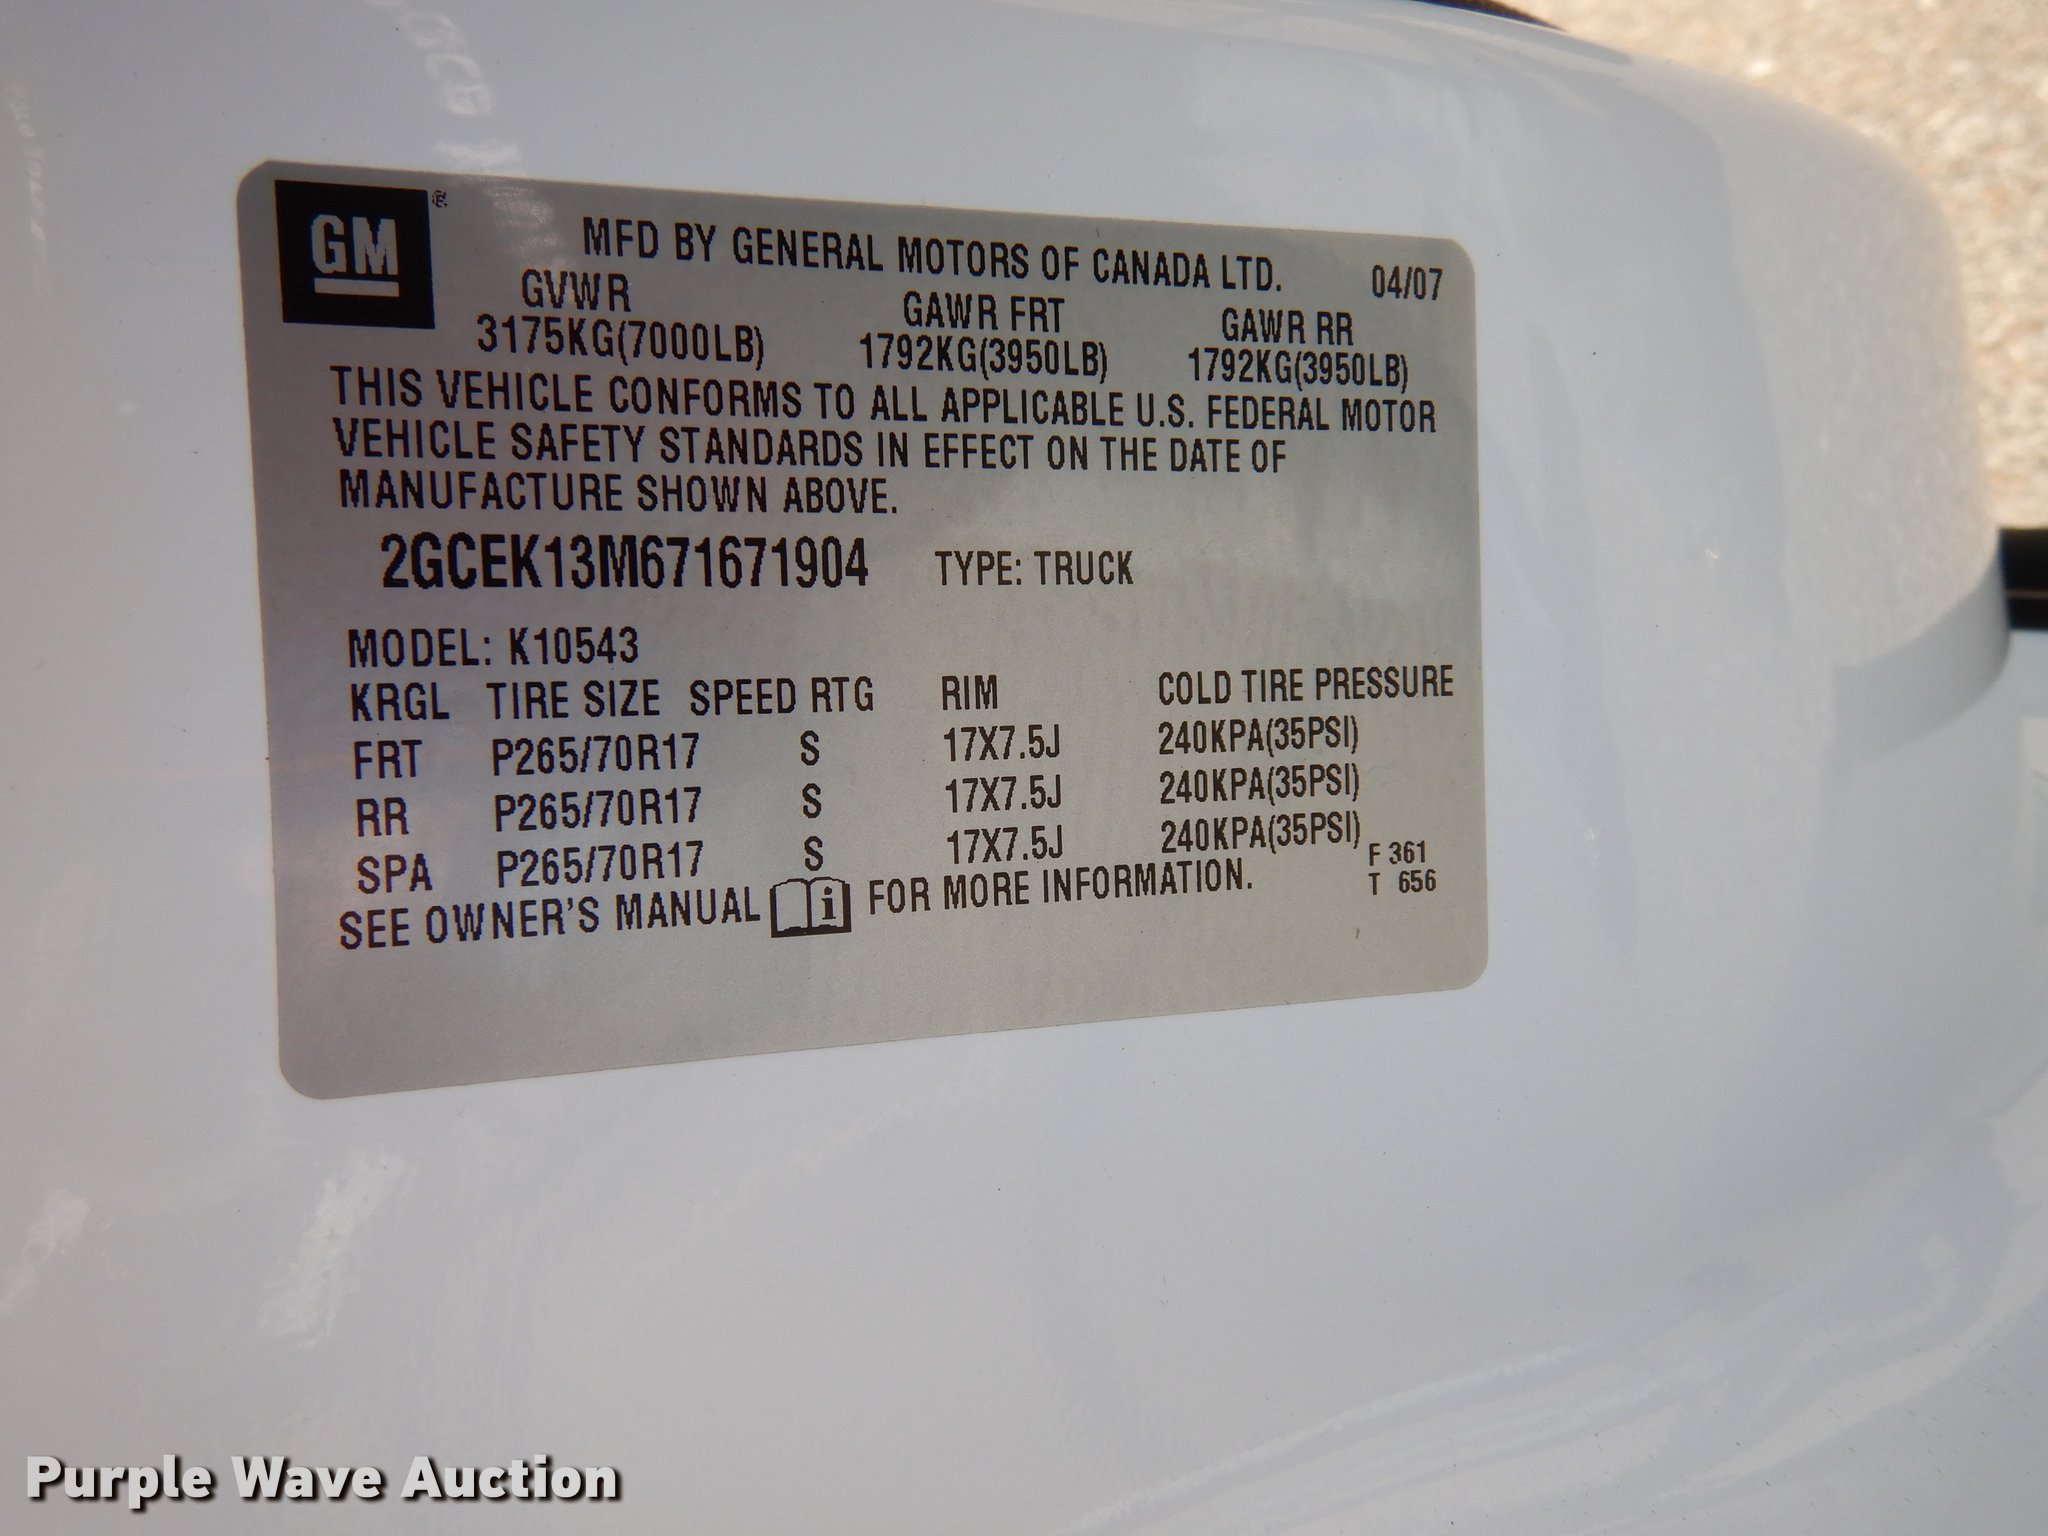 GM®
MFD BY GENERAL MOTORS OF CANADA LTD. 04/07
GVWR GAWR FRT GAWR RR
3175KG(7000LB) 1792KG(3950LB) 1792KG(3950LB)
THIS VEHICLE CONFORMS TO ALL APPLICABLE U.S. FEDERAL MOTOR
VEHICLE SAFETY STANDARDS IN EFFECT ON THE DATE OF
MANUFACTURE SHOWN ABOVE.
2GCEK13M671671904 TYPE: TRUCK
MODEL: K10543
KRGL TIRE SIZE SPEED RTG RIM COLD TIRE PRESSURE
FRT P265/70R17 S 17X7.5J 240KPA(35PSI)
RR P265/70R17 S 17X7.5J 240KPA(35PSI)
SPA P265/70R17 S 17X7.5J 240KPA(35PSI)
SEE OWNER'S MANUAL i FOR MORE INFORMATION.
F 361
T 656
Purple Wave Auction